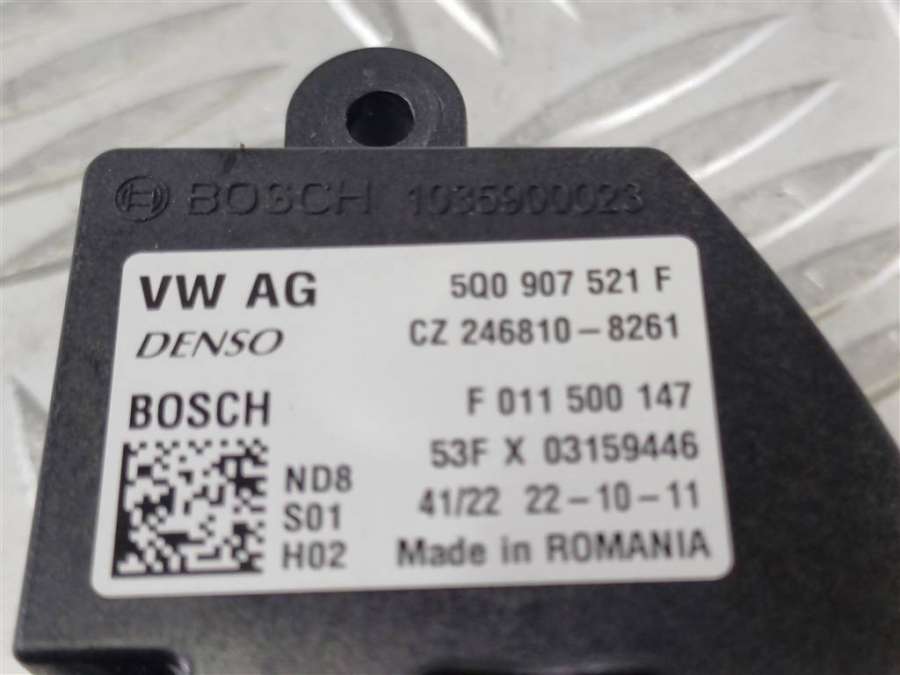 BOSCH 1035900023
VW AG 5Q0 907 521 F
DENSO CZ 246810-8261
BOSCH F 011 500 147
53F X 03159446
ND8
S01 41/22 22-10-11
H02 Made in ROMANIA